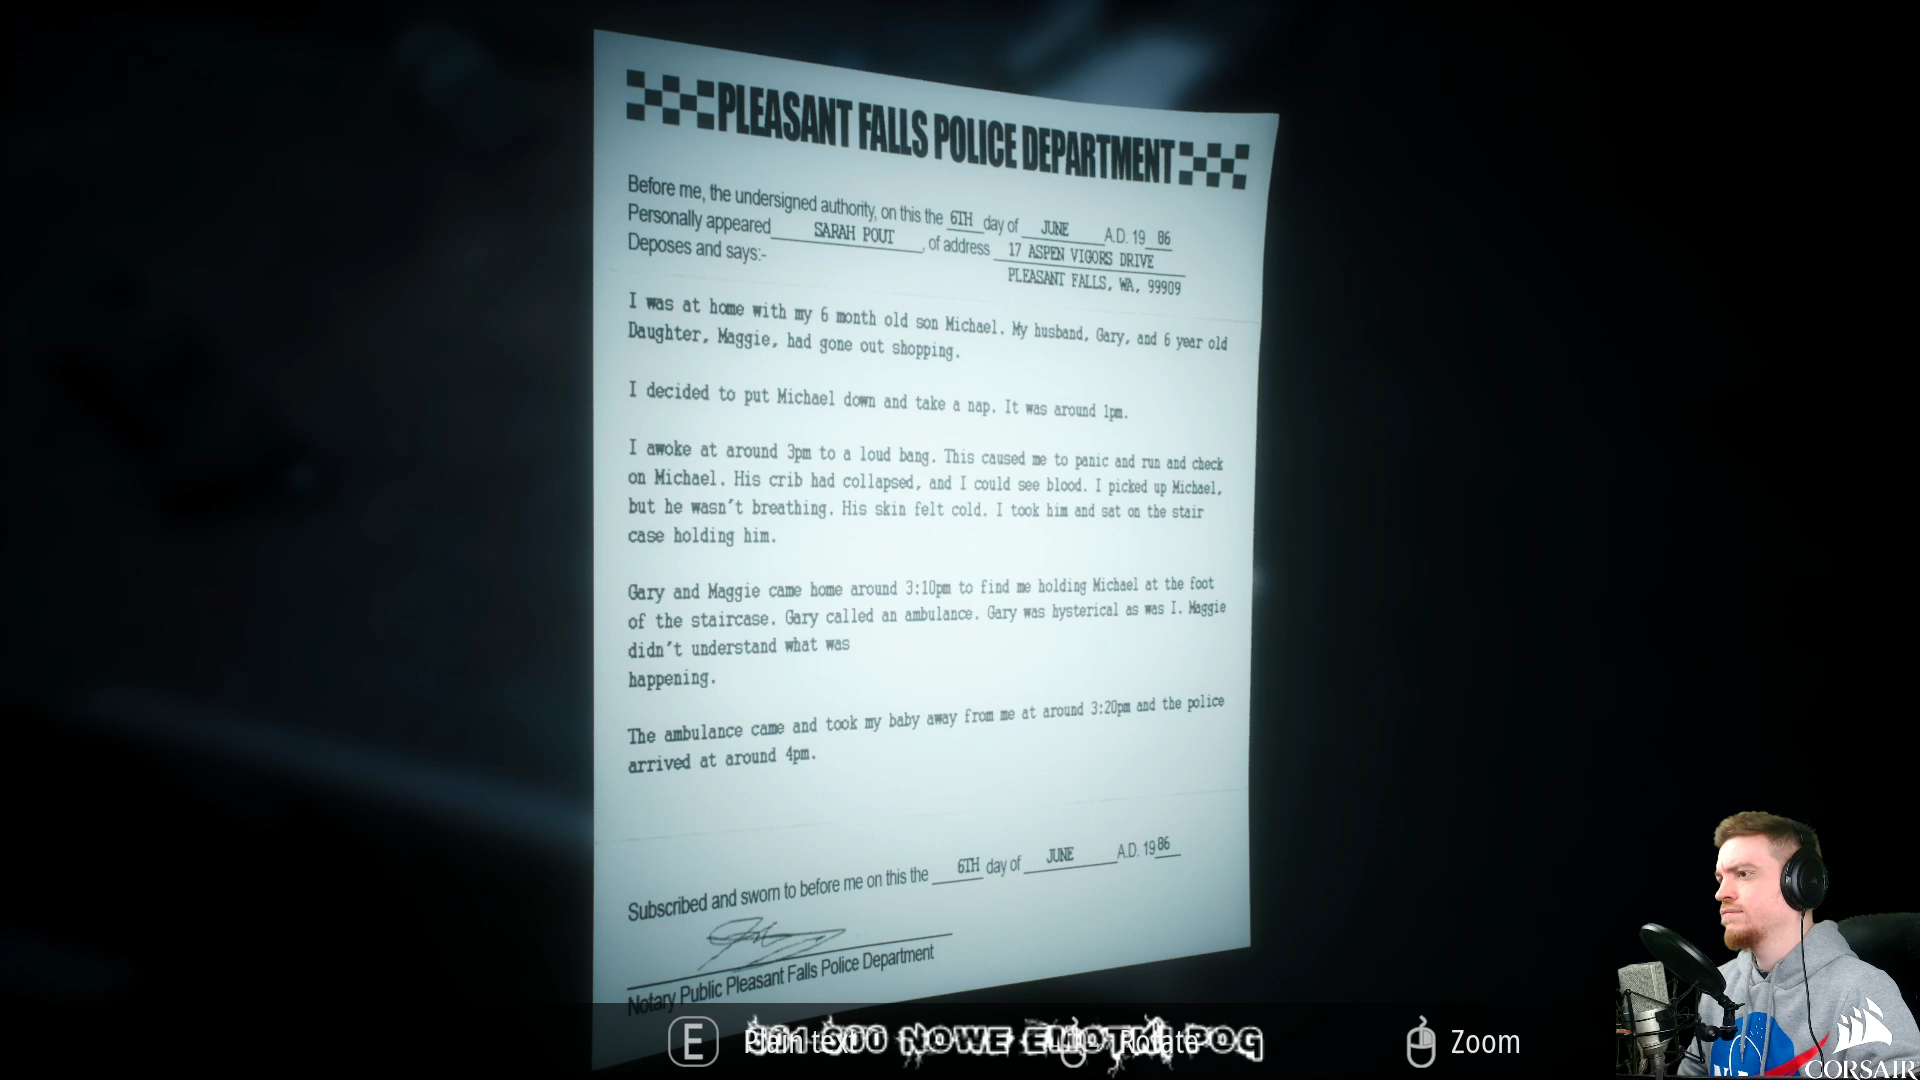 PLEASANT FALLS POLICE DEPARTMENT
Before me, the undersigned authority, on this the 6TH day of JUNE A.D. 19 86
Personally appeared SARAH POUT, of address 17 ASPEN VIGORS DRIVE
Deposes and says:- PLEASANT FALLS, WA, 99909
I was at home with my 6 month old son Michael. My husband, Gary, and 6 year old
Daughter, Maggie, had gone out shopping.
I decided to put Michael down and take a nap. It was around 1pm.
I awoke at around 3pm to a loud bang. This caused me to panic and run and check
on Michael. His crib had collapsed, and I could see blood. I picked up Michael,
but he wasn't breathing. His skin felt cold. I took him and sat on the stair
case holding him.
Gary and Maggie came home around 3:10pm to find me holding Michael at the foot
of the staircase. Gary called an ambulance. Gary was hysterical as was I. Maggie
didn't understand what was
happening.
The ambulance came and took my baby away from me at around 3:20pm and the police
arrived at around 4pm.
Subscribed and sworn to before me on this the 6TH day of JUNE A.D. 19 86
Notary Public Pleasant Falls Police Department
E Plain text Rotate Zoom
NOWE EMOTKI POG
CORSAIR